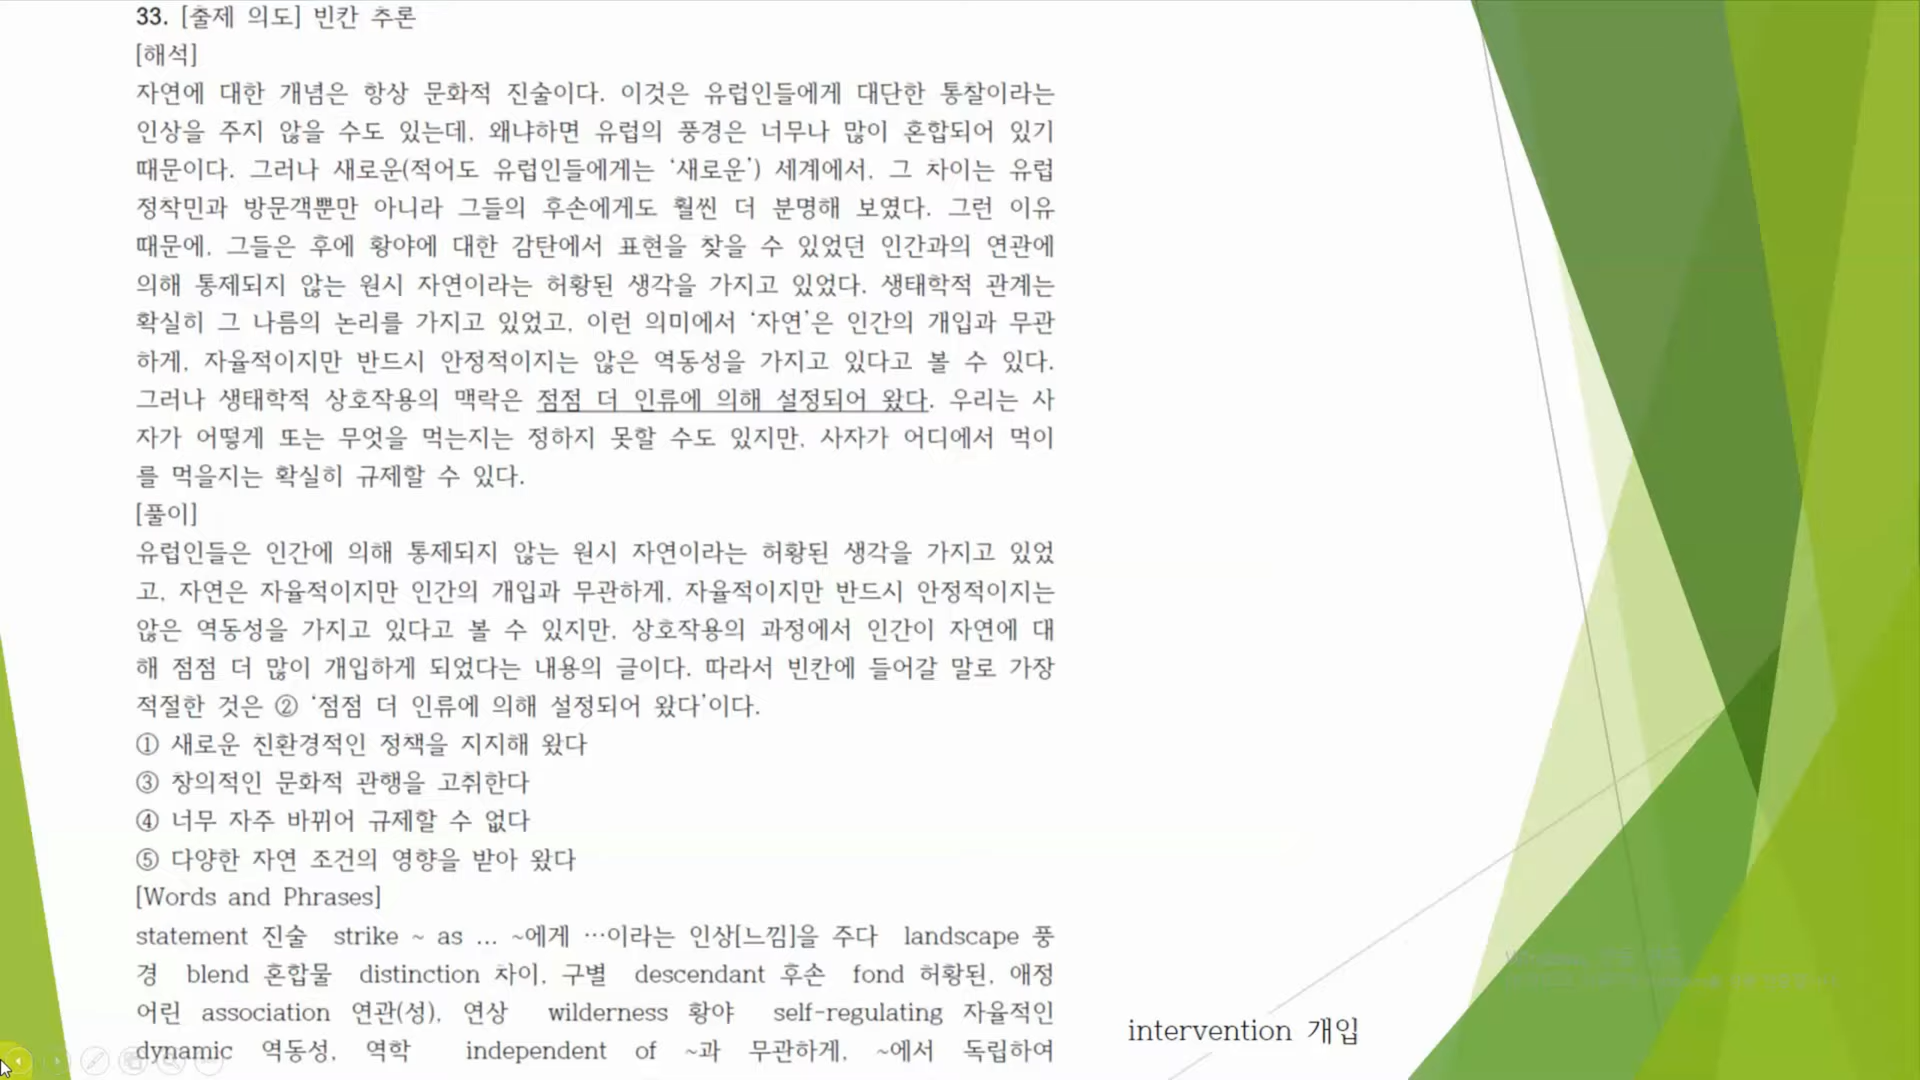 33. [출제 의도] 빈칸 추론
[해석]
자연에 대한 개념은 항상 문화적 진술이다. 이것은 유럽인들에게 대단한 통찰이라는
인상을 주지 않을 수도 있는데, 왜냐하면 유럽의 풍경은 너무나 많이 혼합되어 있기
때문이다. 그러나 새로운(적어도 유럽인들에게는 ‘새로운’) 세계에서, 그 차이는 유럽
정착민과 방문객뿐만 아니라 그들의 후손에게도 훨씬 더 분명해 보였다. 그런 이유
때문에, 그들은 후에 황야에 대한 감탄에서 표현을 찾을 수 있었던 인간과의 연관에
의해 통제되지 않는 원시 자연이라는 허황된 생각을 가지고 있었다. 생태학적 관계는
확실히 그 나름의 논리를 가지고 있었고, 이런 의미에서 ‘자연’은 인간의 개입과 무관
하게, 자율적이지만 반드시 안정적이지는 않은 역동성을 가지고 있다고 볼 수 있다.
그러나 생태학적 상호작용의 맥락은 점점 더 인류에 의해 설정되어 왔다. 우리는 사
자가 어떻게 또는 무엇을 먹는지는 정하지 못할 수도 있지만, 사자가 어디에서 먹이
를 먹을지는 확실히 규제할 수 있다.
[풀이]
유럽인들은 인간에 의해 통제되지 않는 원시 자연이라는 허황된 생각을 가지고 있었
고, 자연은 자율적이지만 인간의 개입과 무관하게, 자율적이지만 반드시 안정적이지는
않은 역동성을 가지고 있다고 볼 수 있지만, 상호작용의 과정에서 인간이 자연에 대
해 점점 더 많이 개입하게 되었다는 내용의 글이다. 따라서 빈칸에 들어갈 말로 가장
적절한 것은 ② ‘점점 더 인류에 의해 설정되어 왔다’이다.
① 새로운 친환경적인 정책을 지지해 왔다
③ 창의적인 문화적 관행을 고취한다
④ 너무 자주 바뀌어 규제할 수 없다
⑤ 다양한 자연 조건의 영향을 받아 왔다
[Words and Phrases]
statement 진술 strike ~ as … ~에게 …이라는 인상[느낌]을 주다 landscape 풍
경 blend 혼합물 distinction 차이, 구별 descendant 후손 fond 허황된, 애정
어린 association 연관(성), 연상 wilderness 황야 self-regulating 자율적인
dynamic 역동성, 역학 independent of ~과 무관하게, ~에서 독립하여
intervention 개입